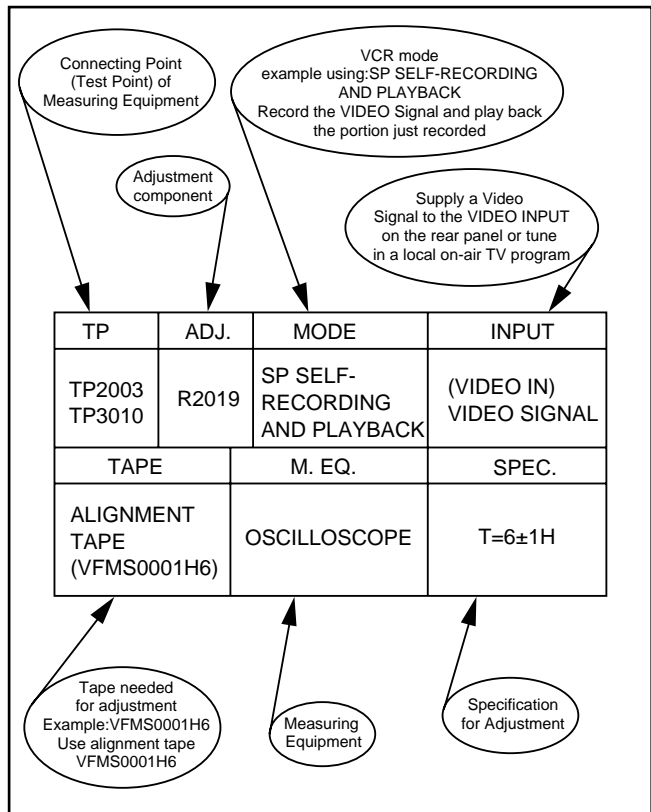 Connecting Point
(Test Point) of
Measuring Equipment
VCR mode
example using:SP SELF-RECORDING
AND PLAYBACK
Record the VIDEO Signal and play back
the portion just recorded
Adjustment
component
Supply a Video
Signal to the VIDEO INPUT
on the rear panel or tune
in a local on-air TV program
TP ADJ. MODE INPUT
TP2003
TP3010
R2019
SP SELF-
RECORDING
AND PLAYBACK
(VIDEO IN)
VIDEO SIGNAL
TAPE M. EQ. SPEC.
ALIGNMENT
TAPE
(VFMS0001H6)
OSCILLOSCOPE
T=6±1H
Tape needed
for adjustment
Example:VFMS0001H6
Use alignment tape
VFMS0001H6
Measuring
Equipment
Specification
for Adjustment